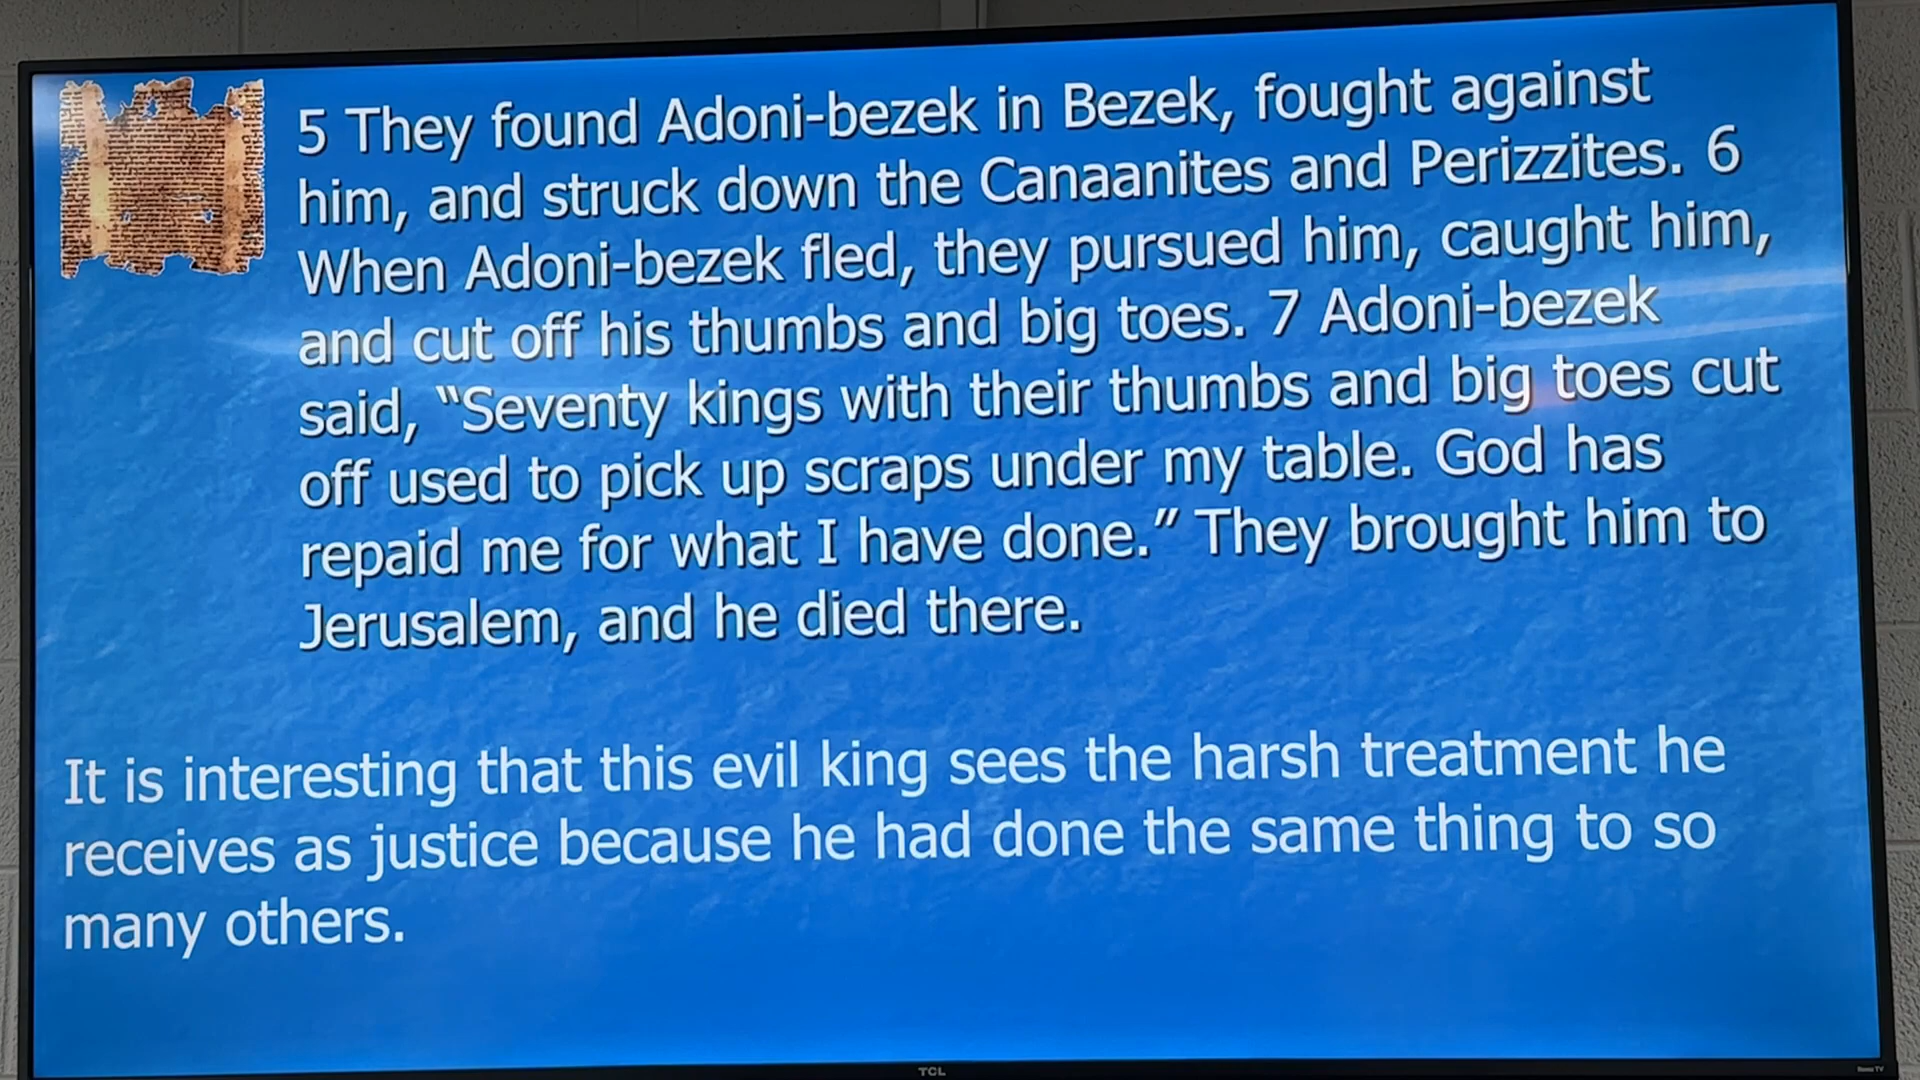 5 They found Adoni-bezek in Bezek, fought against
him, and struck down the Canaanites and Perizzites. 6
When Adoni-bezek fled, they pursued him, caught him,
and cut off his thumbs and big toes. 7 Adoni-bezek
said, “Seventy kings with their thumbs and big toes cut
off used to pick up scraps under my table. God has
repaid me for what I have done.” They brought him to
Jerusalem, and he died there.
It is interesting that this evil king sees the harsh treatment he
receives as justice because he had done the same thing to so
many others.
TCL
Roku TV